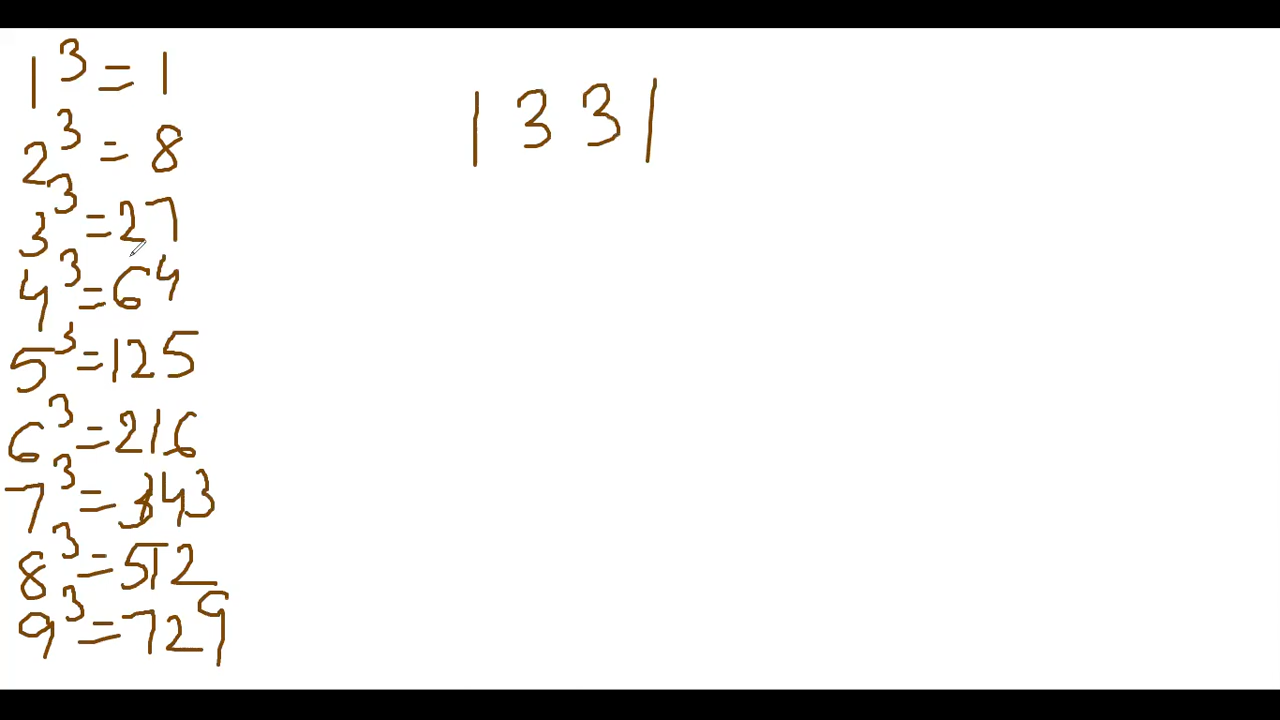 1³ = 1
2³ = 8
3³ = 27
4³ = 64
5³ = 125
6³ = 216
7³ = 343
8³ = 512
9³ = 729
1331